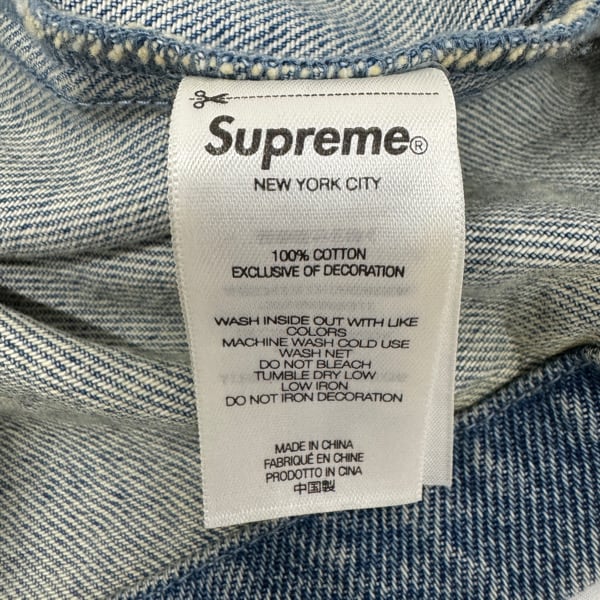 Supreme®
NEW YORK CITY
100% COTTON
EXCLUSIVE OF DECORATION
WASH INSIDE OUT WITH LIKE
COLORS
MACHINE WASH COLD USE
WASH NET
DO NOT BLEACH
TUMBLE DRY LOW
LOW IRON
DO NOT IRON DECORATION
MADE IN CHINA
FABRIQUÉ EN CHINE
PRODOTTO IN CINA
中国製